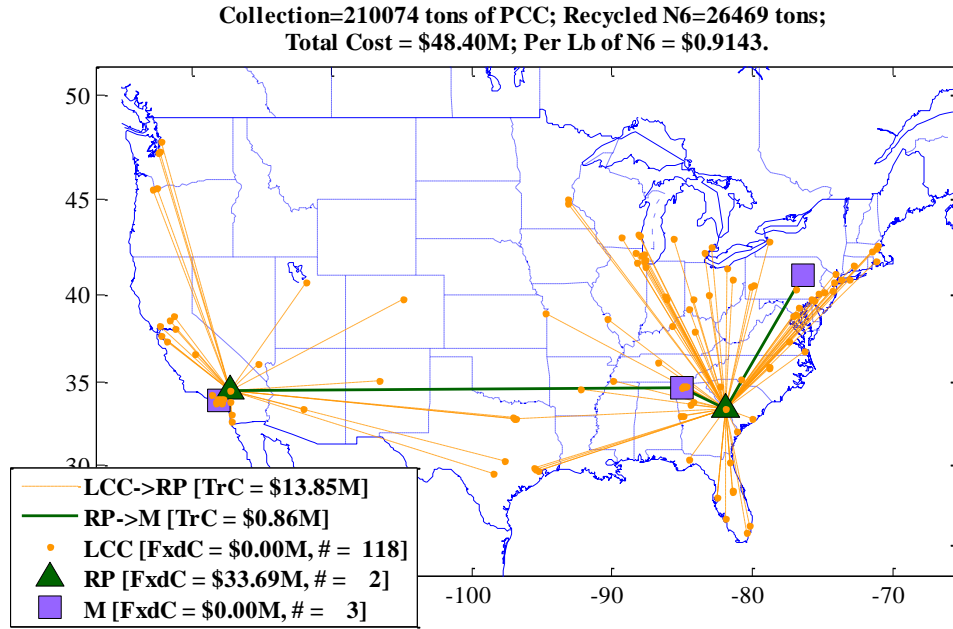 Collection=210074 tons of PCC; Recycled N6=26469 tons;
Total Cost = $48.40M; Per Lb of N6 = $0.9143.
50
45
40
35
30
LCC->RP [TrC = $13.85M]
RP->M [TrC = $0.86M]
LCC [FxdC = $0.00M, # = 118]
RP [FxdC = $33.69M, # = 2]
M [FxdC = $0.00M, # = 3]
-100 -90 -80 -70